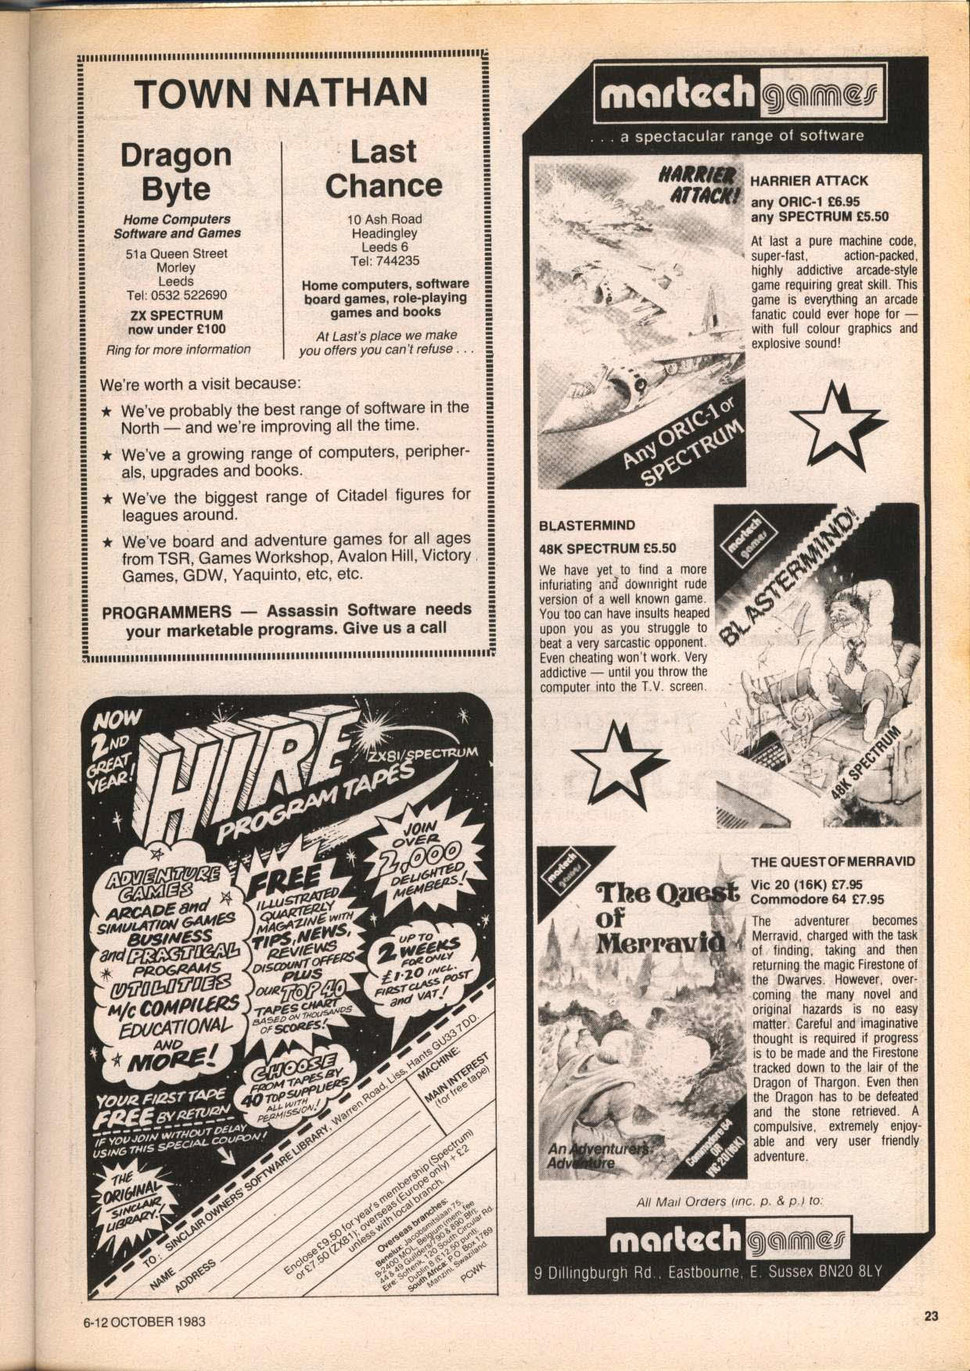 TOWN NATHAN
Dragon
Byte
Home Computers
Software and Games
51a Queen Street
Morley
Leeds
Tel: 0532 522690
ZX SPECTRUM
now under £100
Ring for more information
Last
Chance
10 Ash Road
Headingley
Leeds 6
Tel: 744235
Home computers, software
board games, role-playing
games and books
At Last's place we make
you offers you can't refuse . . .
We're worth a visit because:
★ We've probably the best range of software in the
North — and we're improving all the time.
★ We've a growing range of computers, peripher-
als, upgrades and books.
★ We've the biggest range of Citadel figures for
leagues around.
★ We've board and adventure games for all ages
from TSR, Games Workshop, Avalon Hill, Victory
Games, GDW, Yaquinto, etc, etc.
PROGRAMMERS — Assassin Software needs
your marketable programs. Give us a call
NOW
2ND
GREAT
YEAR!
HIRE
ZX81/SPECTRUM
PROGRAM TAPES
JOIN
OVER
2,000
DELIGHTED
MEMBERS!
ADVENTURE
GAMES
ARCADE and
SIMULATION GAMES
BUSINESS
and PRACTICAL
PROGRAMS
UTILITIES
M/C COMPILERS
EDUCATIONAL
AND
MORE!
FREE
ILLUSTRATED
QUARTERLY
MAGAZINE WITH
TIPS, NEWS,
REVIEWS
DISCOUNT OFFERS
PLUS
OUR TOP 40
TAPES CHART
BASED ON THOUSANDS
OF SCORES!
UP TO
2 WEEKS
FOR ONLY
£1·20 INCL.
FIRST CLASS POST
and VAT!
CHOOSE
FROM TAPES BY
40 TOP SUPPLIERS
ALL WITH
PERMISSION!
YOUR FIRST TAPE
FREE BY RETURN
IF YOU JOIN WITHOUT DELAY
USING THIS SPECIAL COUPON!
THE
ORIGINAL
SINCLAIR
LIBRARY!
TO: SINCLAIR OWNERS' SOFTWARE LIBRARY, Warren Road, Liss, Hants GU33 7DD.
NAME
ADDRESS
MACHINE:
MAIN INTEREST
(for free tape)
Enclose £9.50 for year's membership (Spectrum)
or £7.50 (ZX81); overseas (Europe only) + £2
unless with local branch.
Overseas branches:
South Africa: P.O. Box 1769
Manzini, Swaziland
PCWK
martech games
. . . a spectacular range of software
HARRIER
ATTACK!
Any ORIC-1 or
SPECTRUM
HARRIER ATTACK
any ORIC-1 £6.95
any SPECTRUM £5.50
At last a pure machine code,
super-fast, action-packed,
highly addictive arcade-style
game requiring great skill. This
game is everything an arcade
fanatic could ever hope for —
with full colour graphics and
explosive sound!
BLASTERMIND
48K SPECTRUM £5.50
We have yet to find a more
infuriating and downright rude
version of a well known game.
You too can have insults heaped
upon you as you struggle to
beat a very sarcastic opponent.
Even cheating won't work. Very
addictive — until you throw the
computer into the T.V. screen.
martech
games
BLASTERMIND!
48K SPECTRUM
martech
games
The Quest
of
Merravid
An Adventurer's
Adventure
Commodore 64
OR
VIC 20(16K)
THE QUEST OF MERRAVID
Vic 20 (16K) £7.95
Commodore 64 £7.95
The adventurer becomes
Merravid, charged with the task
of finding, taking and then
returning the magic Firestone of
the Dwarves. However, over-
coming the many novel and
original hazards is no easy
matter. Careful and imaginative
thought is required if progress
is to be made and the Firestone
tracked down to the lair of the
Dragon of Thargon. Even then
the Dragon has to be defeated
and the stone retrieved. A
compulsive, extremely enjoy-
able and very user friendly
adventure.
All Mail Orders (inc. p. & p.) to:
martech games
9 Dillingburgh Rd., Eastbourne, E. Sussex BN20 8LY
6-12 OCTOBER 1983
23